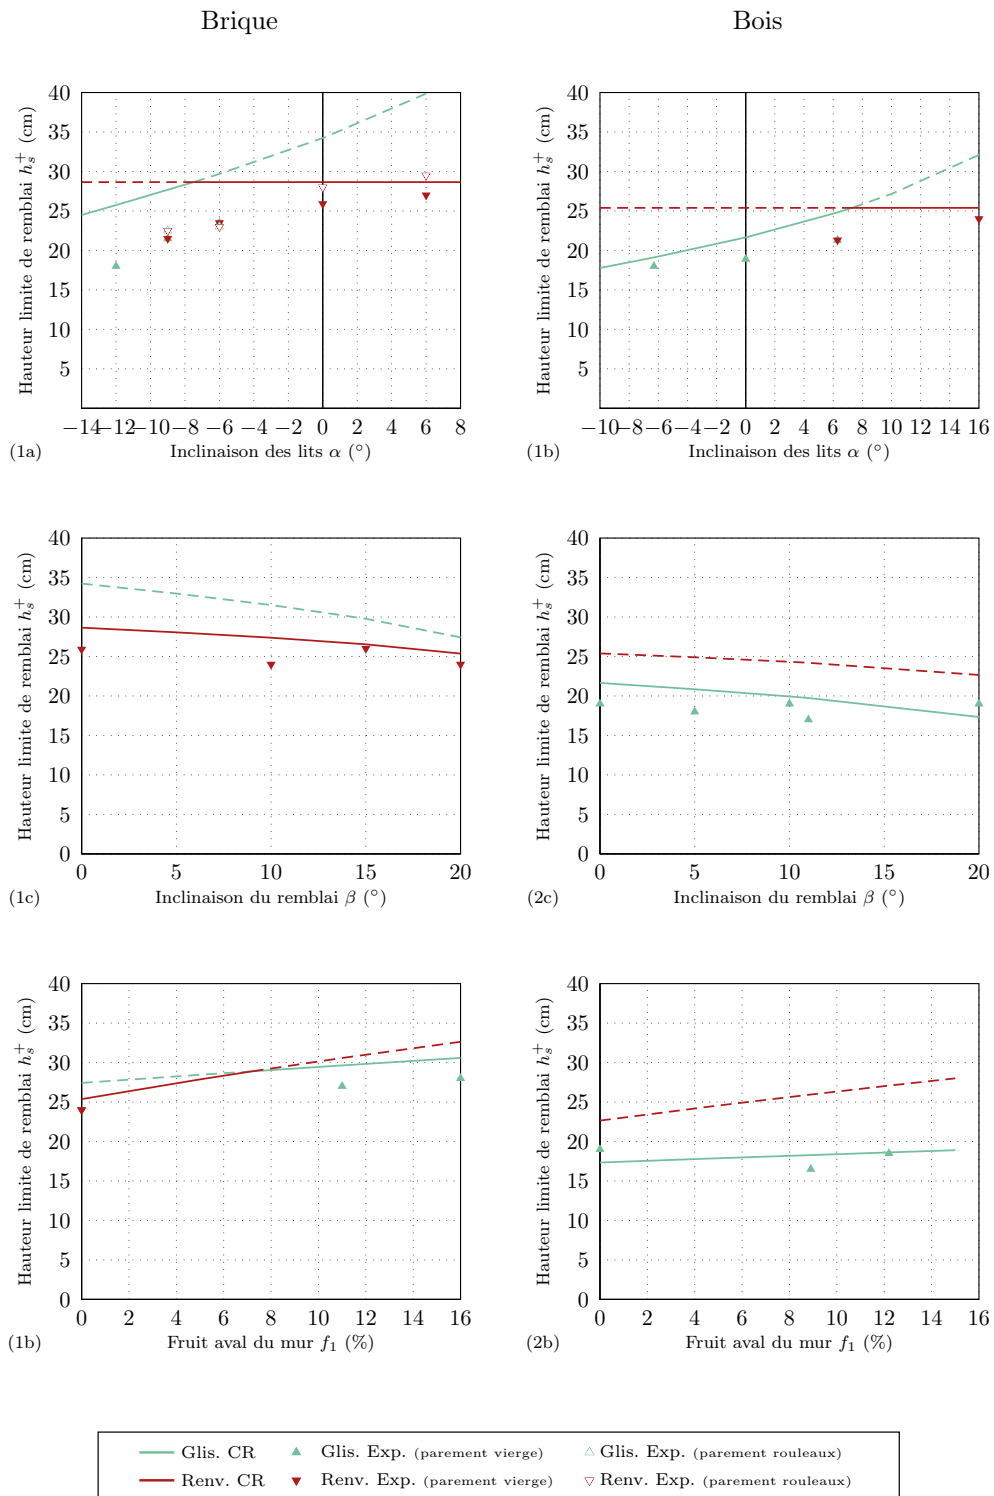 Brique
Bois
Hauteur limite de remblai h_s^+ (cm)
40
35
30
25
20
15
10
5
−14 −12 −10 −8 −6 −4 −2 0 2 4 6 8
Inclinaison des lits α (°)
(1a)
Hauteur limite de remblai h_s^+ (cm)
40
35
30
25
20
15
10
5
−10 −8 −6 −4 −2 0 2 4 6 8 10 12 14 16
Inclinaison des lits α (°)
(1b)
Hauteur limite de remblai h_s^+ (cm)
40
35
30
25
20
15
10
5
0
0 5 10 15 20
Inclinaison du remblai β (°)
(1c)
Hauteur limite de remblai h_s^+ (cm)
40
35
30
25
20
15
10
5
0
0 5 10 15 20
Inclinaison du remblai β (°)
(2c)
Hauteur limite de remblai h_s^+ (cm)
40
35
30
25
20
15
10
5
0
0 2 4 6 8 10 12 14 16
Fruit aval du mur f_1 (%)
(1b)
Hauteur limite de remblai h_s^+ (cm)
40
35
30
25
20
15
10
5
0
0 2 4 6 8 10 12 14 16
Fruit aval du mur f_1 (%)
(2b)
Glis. CR Glis. Exp. (parement vierge) Glis. Exp. (parement rouleaux)
Renv. CR Renv. Exp. (parement vierge) Renv. Exp. (parement rouleaux)